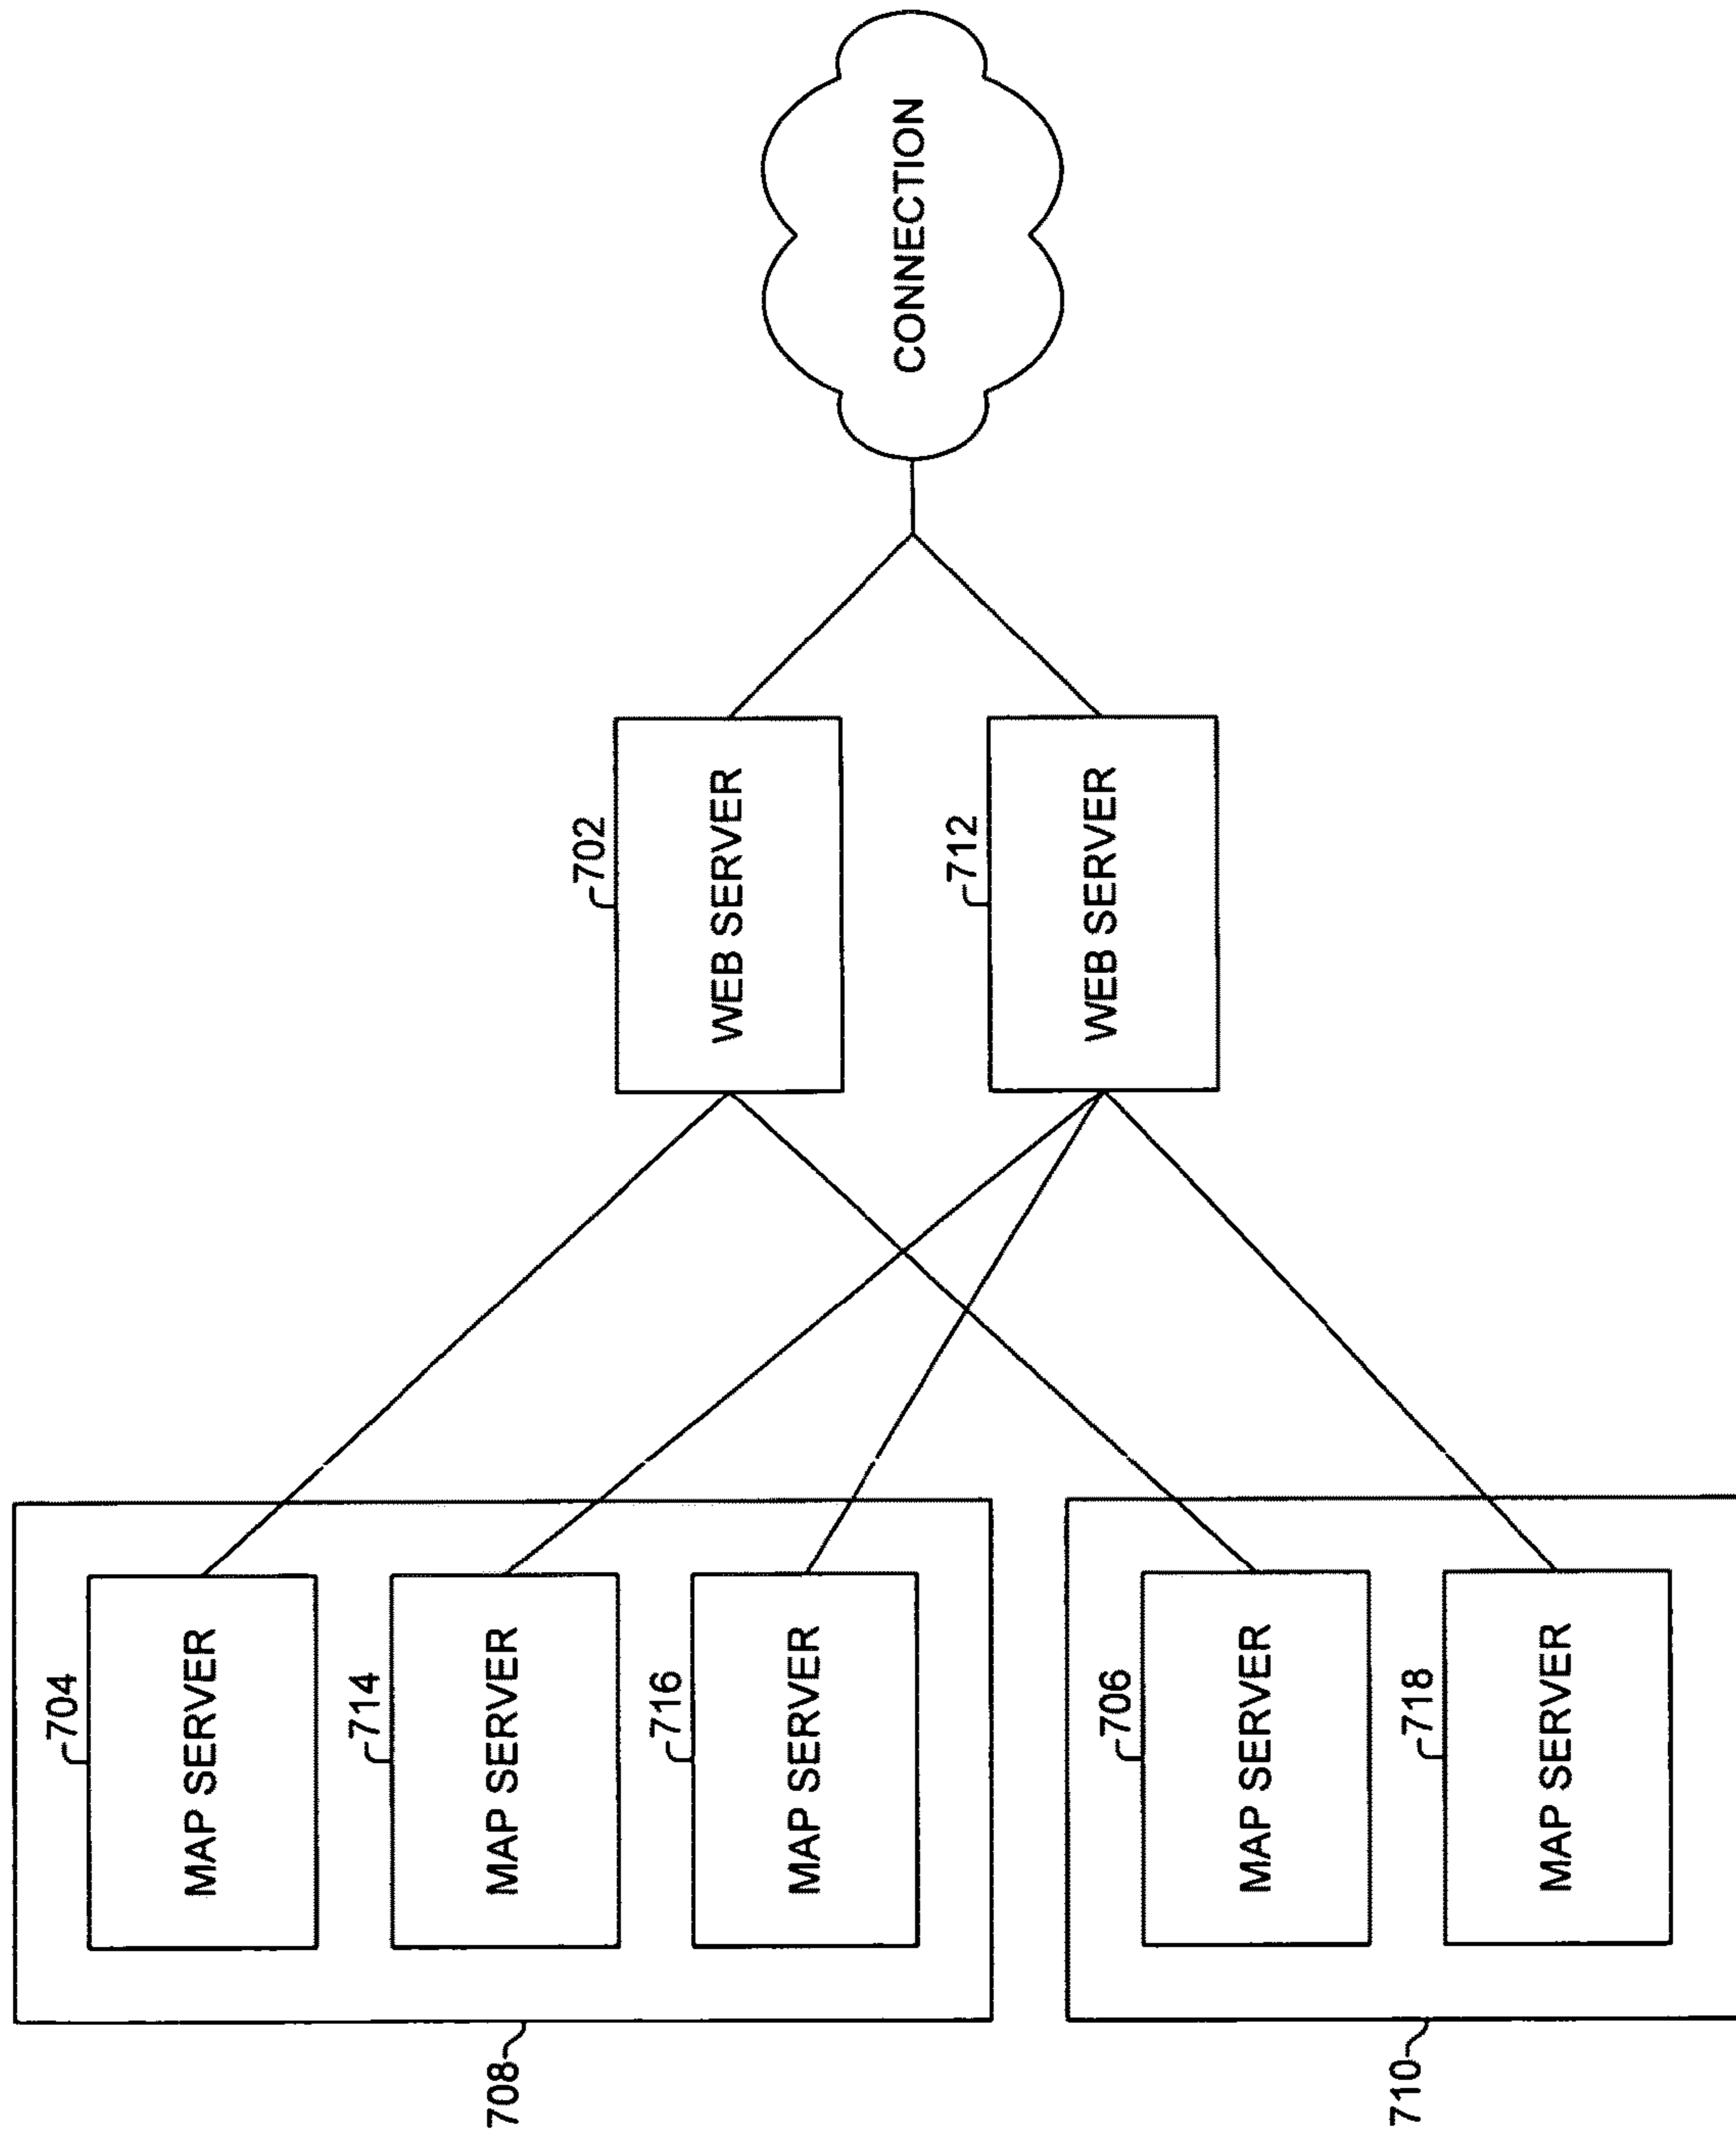 CONNECTION
702
WEB SERVER
712
WEB SERVER
704
MAP SERVER
714
MAP SERVER
716
MAP SERVER
706
MAP SERVER
718
MAP SERVER
708
710